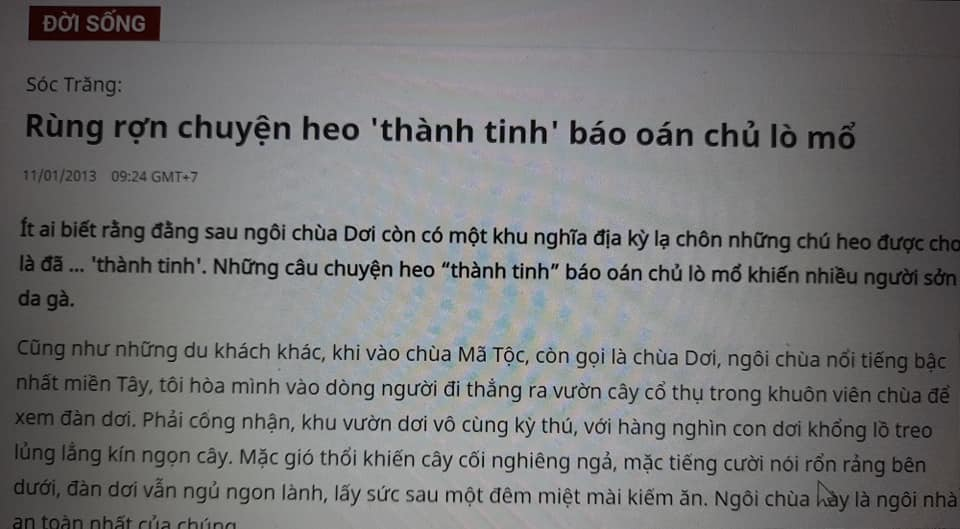 ĐỜI SỐNG
Sóc Trăng:
Rùng rợn chuyện heo 'thành tinh' báo oán chủ lò mổ
11/01/2013 09:24 GMT+7
Ít ai biết rằng đằng sau ngôi chùa Dơi còn có một khu nghĩa địa kỳ lạ chôn những chú heo được cho
là đã ... 'thành tinh'. Những câu chuyện heo “thành tinh” báo oán chủ lò mổ khiến nhiều người sởn
da gà.
Cũng như những du khách khác, khi vào chùa Mã Tộc, còn gọi là chùa Dơi, ngôi chùa nổi tiếng bậc
nhất miền Tây, tôi hòa mình vào dòng người đi thẳng ra vườn cây cổ thụ trong khuôn viên chùa để
xem đàn dơi. Phải công nhận, khu vườn dơi vô cùng kỳ thú, với hàng nghìn con dơi khổng lồ treo
lủng lẳng kín ngọn cây. Mặc gió thổi khiến cây cối nghiêng ngả, mặc tiếng cười nói rổn rảng bên
dưới, đàn dơi vẫn ngủ ngon lành, lấy sức sau một đêm miệt mài kiếm ăn. Ngôi chùa này là ngôi nhà
an toàn nhất của chúng